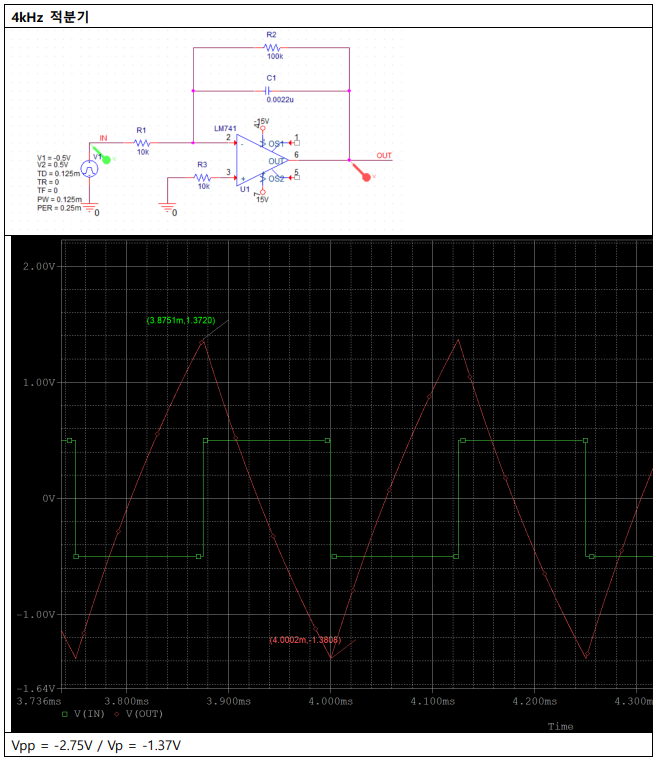 4kHz 적분기
R2
100k
C1
0.0022u
IN
R1
10k
LM741
4
-15V
2
-
OS1
1
OUT
6
OUT
R3
10k
3
+
OS2
5
U1
7
15V
V1
V1 = -0.5V
V2 = 0.5V
TD = 0.125m
TR = 0
TF = 0
PW = 0.125m
PER = 0.25m
0
0
2.00V
(3.8751m,1.3720)
1.00V
0V
-1.00V
(4.0002m,-1.3808)
-1.64V
3.736ms 3.800ms 3.900ms 4.000ms 4.100ms 4.200ms 4.300ms
V(IN) V(OUT)
Time
Vpp = -2.75V / Vp = -1.37V